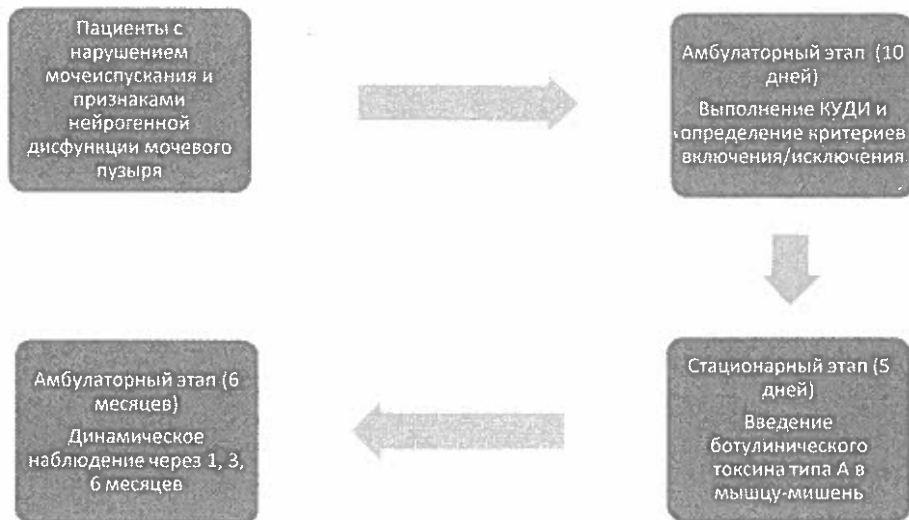 Пациенты с
нарушением
мочеиспускания и
признаками
нейрогенной
дисфункции мочевого
пузыря
Амбулаторный этап (10
дней)
Выполнение КУДИ и
определение критериев
включения/исключения
Стационарный этап (5
дней)
Введение
ботулинического
токсина типа А в
мышцу-мишень
Амбулаторный этап (6
месяцев)
Динамическое
наблюдение через 1, 3,
6 месяцев